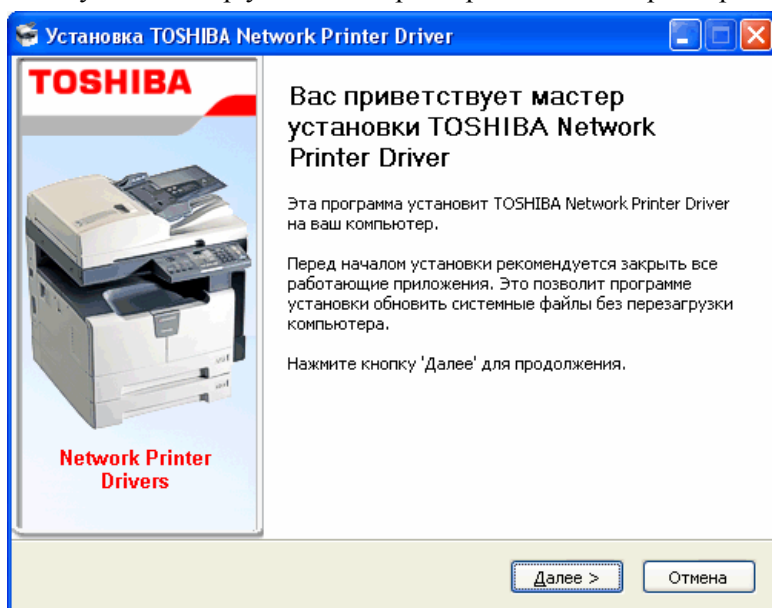 Установка TOSHIBA Network Printer Driver
TOSHIBA
Network Printer
Drivers
Вас приветствует мастер
установки TOSHIBA Network
Printer Driver
Эта программа установит TOSHIBA Network Printer Driver
на ваш компьютер.
Перед началом установки рекомендуется закрыть все
работающие приложения. Это позволит программе
установки обновить системные файлы без перезагрузки
компьютера.
Нажмите кнопку 'Далее' для продолжения.
Далее >
Отмена